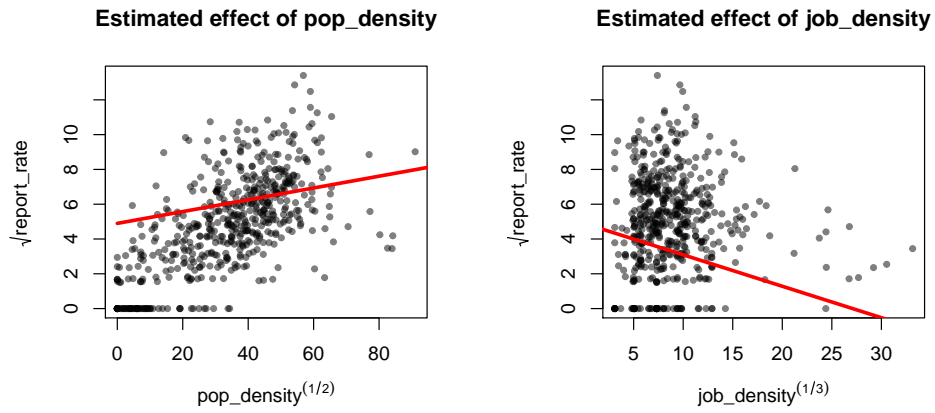 Estimated effect of pop_density
√report_rate
0 2 4 6 8 10
0 20 40 60 80
pop_density(1/2)
Estimated effect of job_density
√report_rate
0 2 4 6 8 10
5 10 15 20 25 30
job_density(1/3)